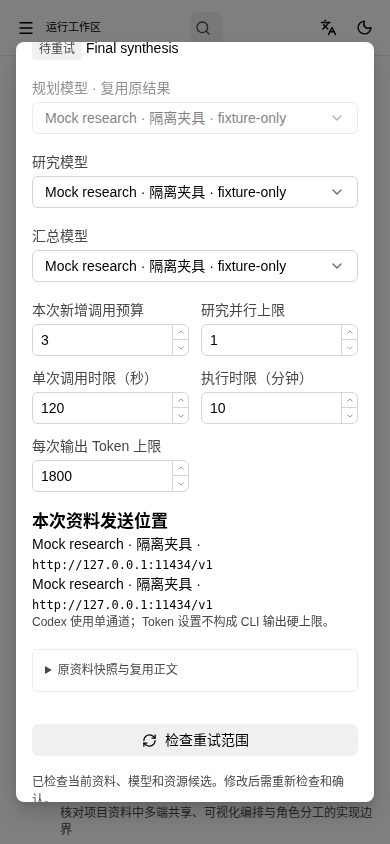 运行工作区
待重试 Final synthesis
规划模型 · 复用原结果
Mock research · 隔离夹具 · fixture-only
研究模型
Mock research · 隔离夹具 · fixture-only
汇总模型
Mock research · 隔离夹具 · fixture-only
本次新增调用预算 研究并行上限
3 1
单次调用时限（秒） 执行时限（分钟）
120 10
每次输出 Token 上限
1800
本次资料发送位置
Mock research · 隔离夹具 ·
http://127.0.0.1:11434/v1
Mock research · 隔离夹具 ·
http://127.0.0.1:11434/v1
Codex 使用单通道；Token 设置不构成 CLI 输出硬上限。
原资料快照与复用正文
检查重试范围
已检查当前资料、模型和资源候选。修改后需重新检查和确
认。
核对项目资料中多端共享、可视化编排与角色分工的实现边
界